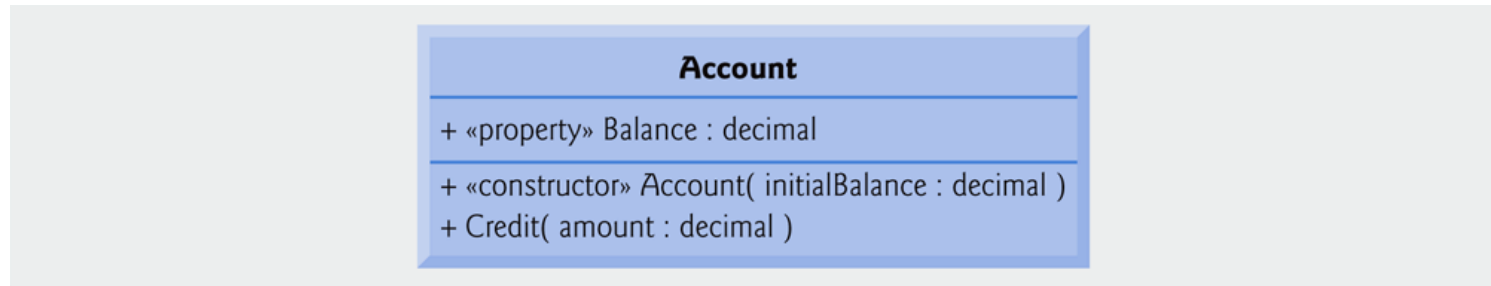 Account
+ «property» Balance : decimal
+ «constructor» Account( initialBalance : decimal )
+ Credit( amount : decimal )